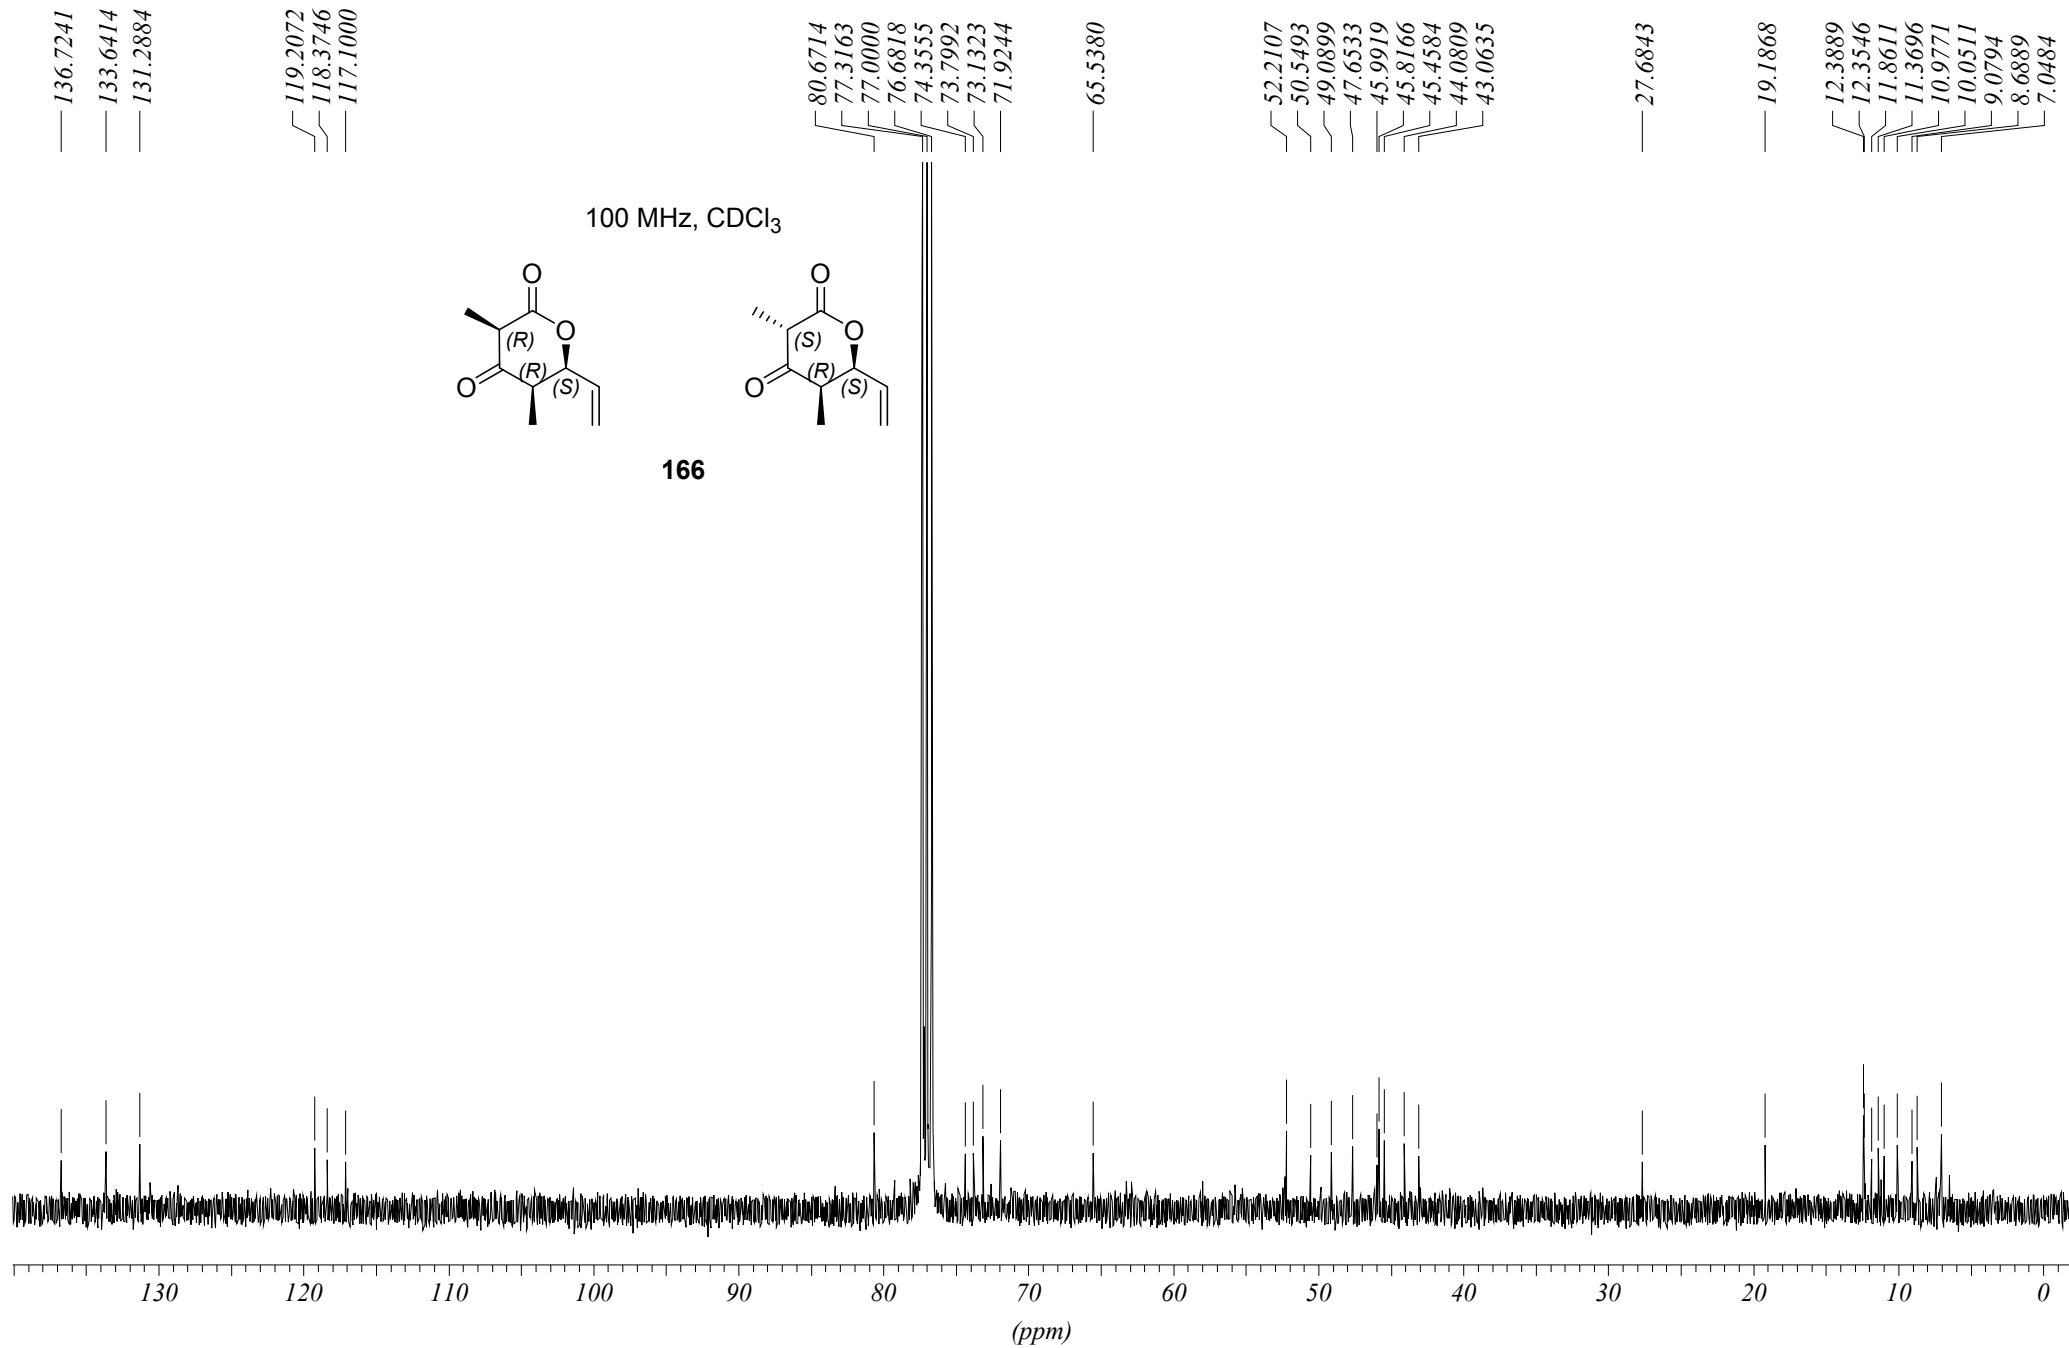 136.7241
133.6414
131.2884
119.2072
118.3746
117.1000
80.6714
77.3163
77.0000
76.6818
74.3555
73.7992
73.1323
71.9244
65.5380
52.2107
50.5493
49.0899
47.6533
45.9919
45.8166
45.4584
44.0809
43.0635
27.6843
19.1868
12.3889
12.3546
11.8611
11.3696
10.9771
10.0511
9.0794
8.6889
7.0484
100 MHz, CDCl3
O
O
(R)
O
(R)
(S)
O
O
(S)
O
(R)
(S)
166
130 120 110 100 90 80 70 60 50 40 30 20 10 0
(ppm)